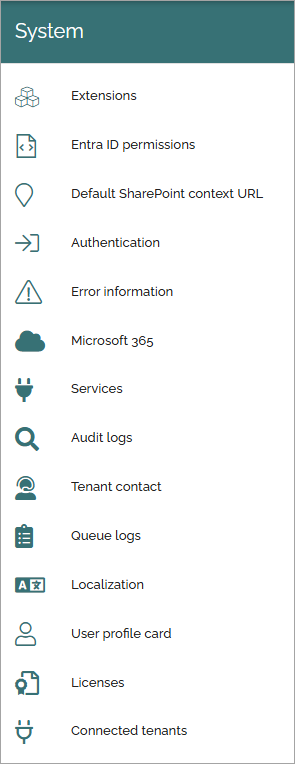 System
Extensions
Entra ID permissions
Default SharePoint context URL
Authentication
Error information
Microsoft 365
Services
Audit logs
Tenant contact
Queue logs
A
Localization
User profile card
Licenses
Connected tenants